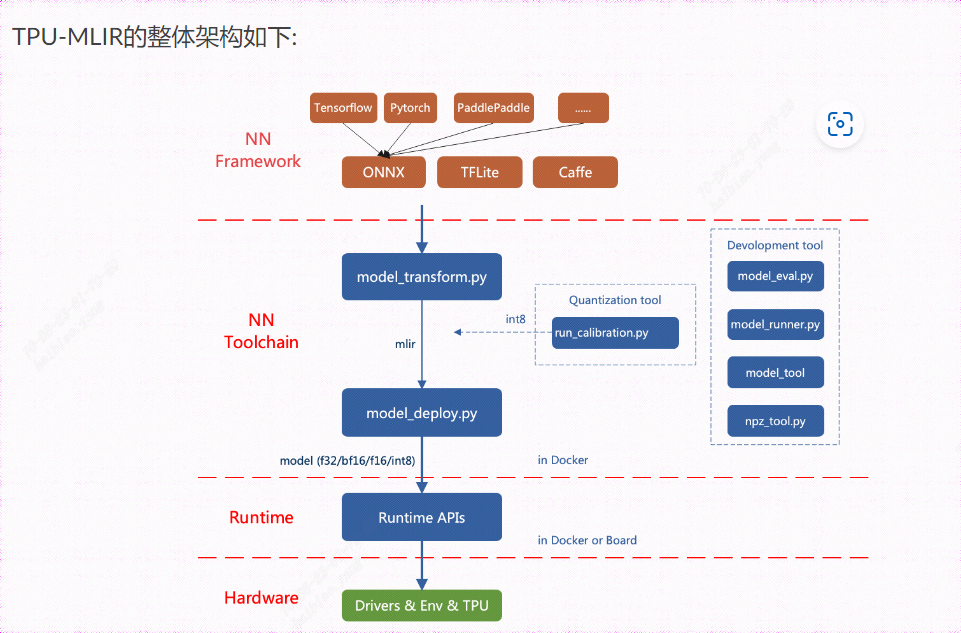 TPU-MLIR的整体架构如下:
Tensorflow
Pytorch
PaddlePaddle
......
NN
Framework
ONNX
TFLite
Caffe
Devolopment tool
model_eval.py
model_runner.py
model_tool
npz_tool.py
model_transform.py
Quantization tool
run_calibration.py
int8
NN
Toolchain
mlir
model_deploy.py
model (f32/bf16/f16/int8)
in Docker
Runtime
Runtime APIs
in Docker or Board
Hardware
Drivers & Env & TPU